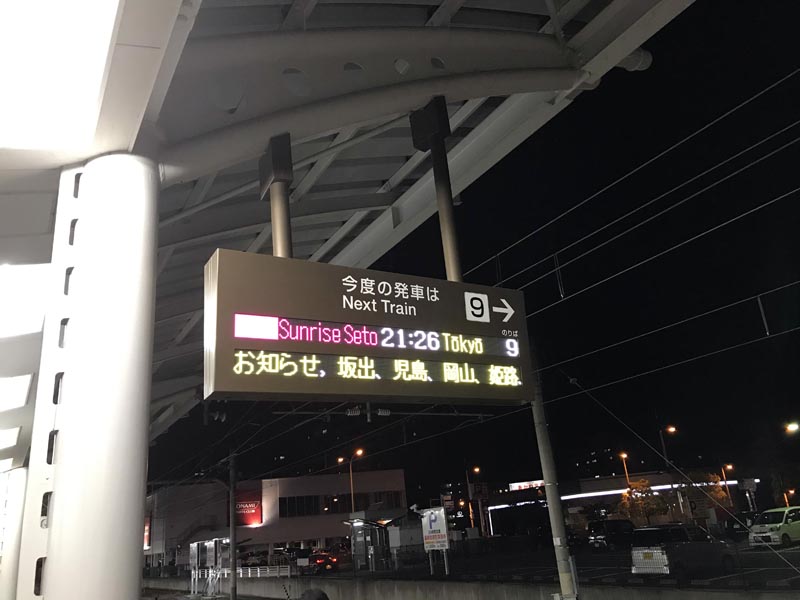 今度の発車は
Next Train
9 →
のりば
Sunrise Seto 21:26 Tōkyō 9
お知らせ, 坂出、児島、岡山、姫路、
P